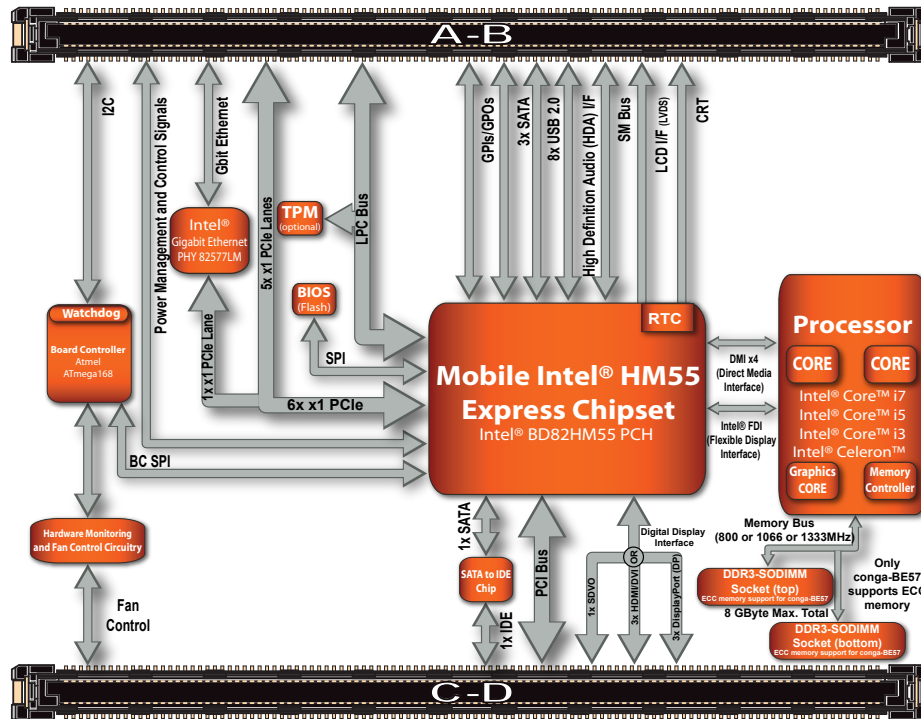 A-B
I2C
Power Management and Control Signals
Gbit Ethernet
5x x1 PCIe Lanes
LPC Bus
GPIs/GPOs
3x SATA
8x USB 2.0
High Definition Audio (HDA) I/F
SM Bus
LCD I/F (LVDS)
CRT
Intel®
Gigabit Ethernet
PHY 82577LM
TPM
(optional)
BIOS
(Flash)
SPI
1x x1 PCIe Lane
6x x1 PCIe
Watchdog
Board Controller
Atmel
ATmega168
BC SPI
RTC
Mobile Intel® HM55
Express Chipset
Intel® BD82HM55 PCH
DMI x4
(Direct Media
Interface)
Intel® FDI
(Flexible Display
Interface)
Processor
CORE
CORE
Intel® Core™ i7
Intel® Core™ i5
Intel® Core™ i3
Intel® Celeron™
Graphics
CORE
Memory
Controller
Hardware Monitoring
and Fan Control Circuitry
Fan
Control
1x SATA
SATA to IDE
Chip
1x IDE
PCI Bus
Digital Display
Interface
OR
1x SDVO
3x HDMI/DVI
3x DisplayPort (DP)
Memory Bus
(800 or 1066 or 1333MHz)
Only
conga-BE57
supports ECC
memory
DDR3-SODIMM
Socket (top)
ECC memory support for conga-BE57
8 GByte Max. Total
DDR3-SODIMM
Socket (bottom)
ECC memory support for conga-BE57
C-D